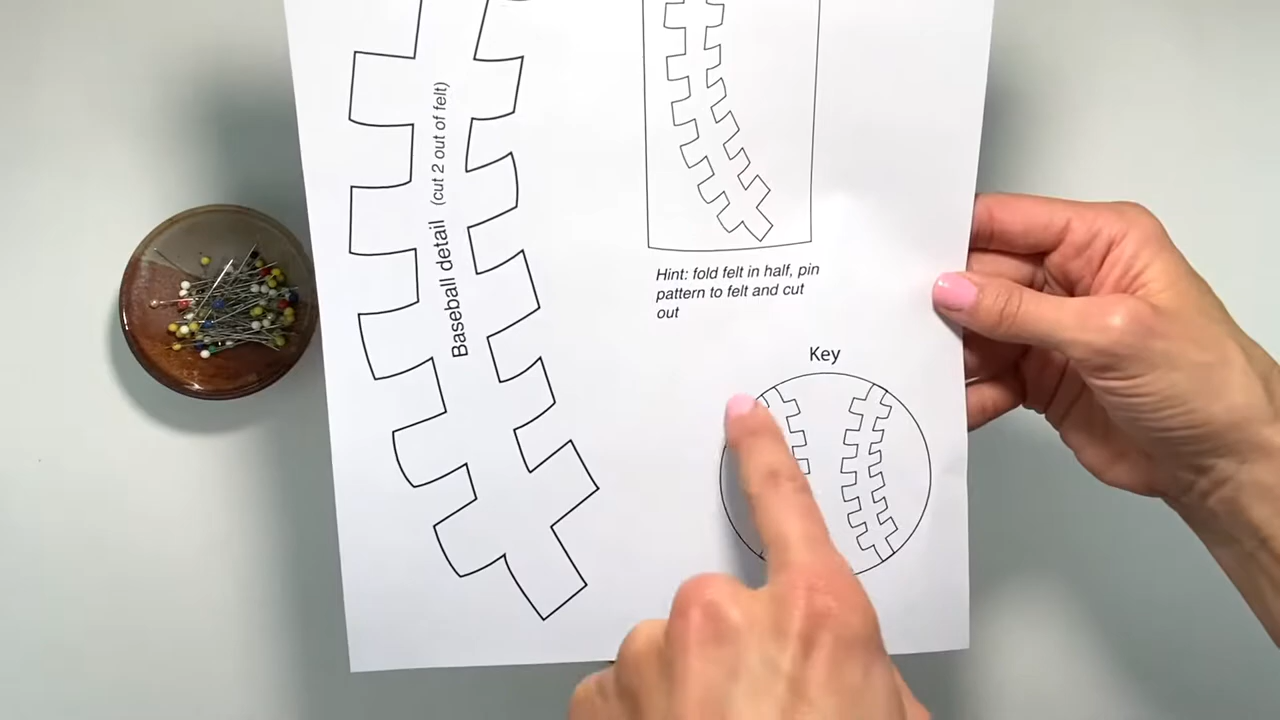 Baseball detail (cut 2 out of felt)
Hint: fold felt in half, pin
pattern to felt and cut
out
Key